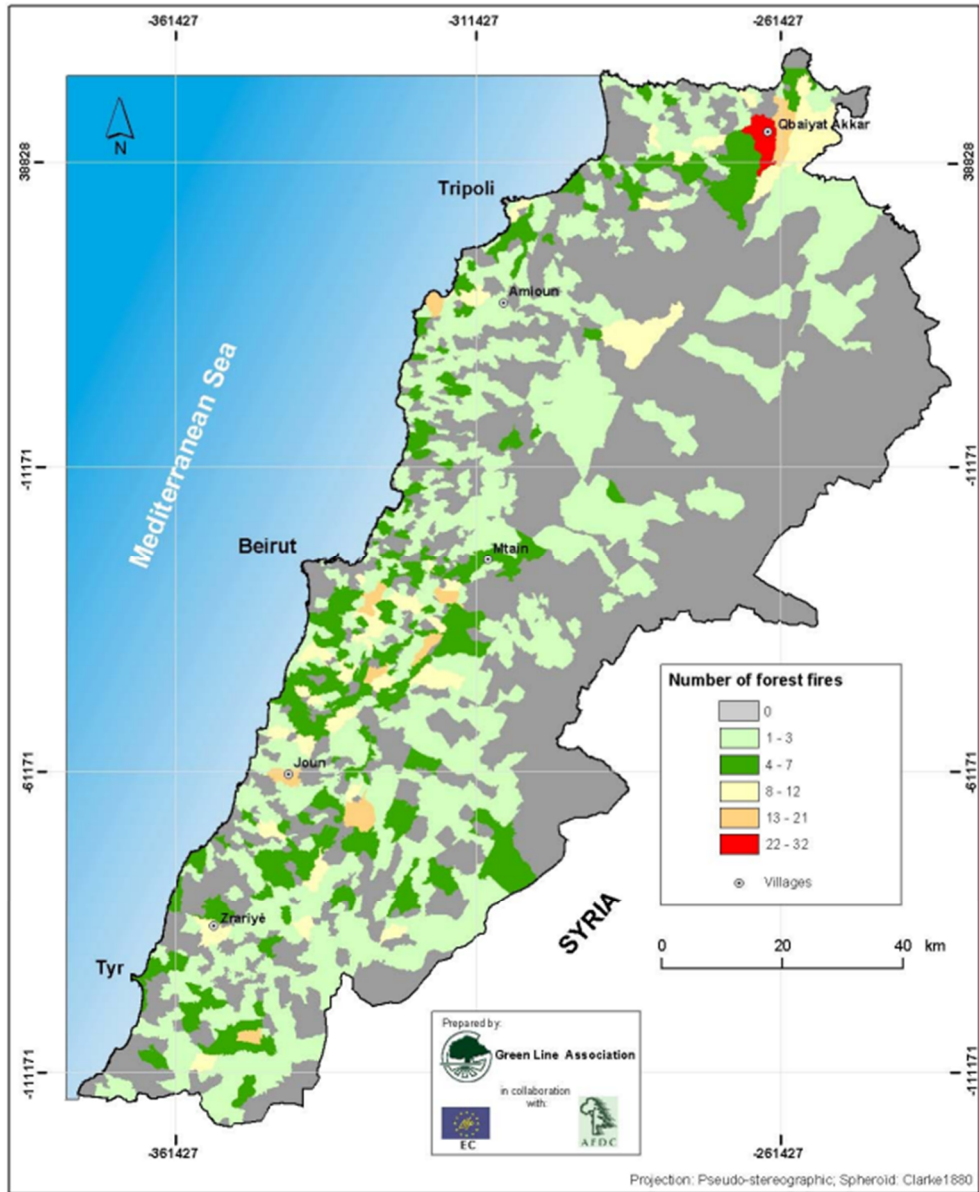 -361427
-311427
-261427
N
38828
38828
Qbaiyat Akkar
Tripoli
Amioun
Mediterranean Sea
-11171
-11171
Beirut
Mtain
Number of forest fires
0
1 - 3
4 - 7
8 - 12
13 - 21
22 - 32
Villages
-61171
-61171
Joun
Zrariyé
SYRIA
0 20 40 km
Tyr
Prepared by:
Green Line Association
in collaboration
with:
EC
AFDC
-111171
-111171
-361427
-261427
Projection: Pseudo-stereographic; Spheroid: Clarke1880